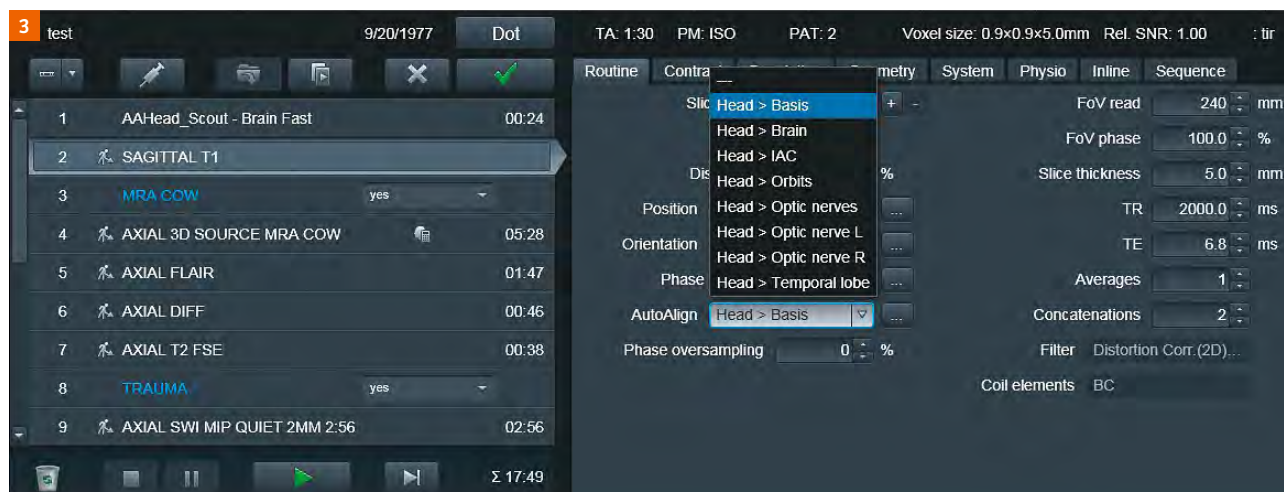 3 test 9/20/1977 Dot
TA: 1:30 PM: ISO PAT: 2 Voxel size: 0.9×0.9×5.0mm Rel. SNR: 1.00 : tir
Routine Contra metry System Physio Inline Sequence
1 AAHead_Scout - Brain Fast 00:24
2 SAGITTAL T1
3 MRA COW yes
4 AXIAL 3D SOURCE MRA COW 05:28
5 AXIAL FLAIR 01:47
6 AXIAL DIFF 00:46
7 AXIAL T2 FSE 00:38
8 TRAUMA yes
9 AXIAL SWI MIP QUIET 2MM 2:56 02:56
Σ 17:49
Slic + -
Dis %
Position ...
Orientation ...
Phase ...
AutoAlign Head > Basis ...
Phase oversampling 0 %
---
Head > Basis
Head > Brain
Head > IAC
Head > Orbits
Head > Optic nerves
Head > Optic nerve L
Head > Optic nerve R
Head > Temporal lobe
FoV read 240 mm
FoV phase 100.0 %
Slice thickness 5.0 mm
TR 2000.0 ms
TE 6.8 ms
Averages 1
Concatenations 2
Filter Distortion Corr.(2D)...
Coil elements BC